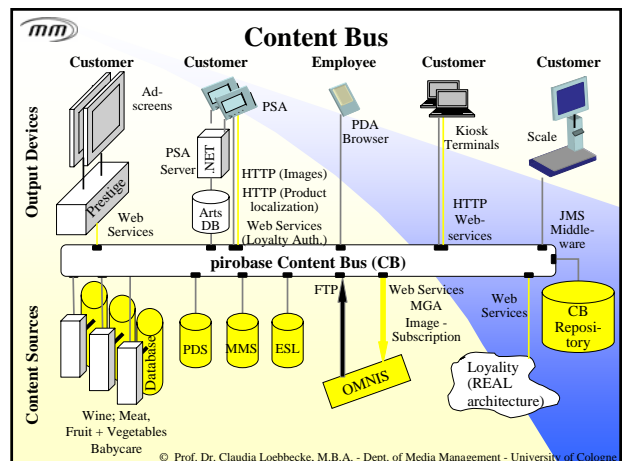 mm
Content Bus
Customer
Customer
Employee
Customer
Customer
Output Devices
Ad-
screens
PSA
PDA
Browser
Kiosk
Terminals
Scale
PSA
Server
.NET
Prestige
Web
Services
Arts
DB
HTTP (Images)
HTTP (Product
localization)
Web Services
(Loyalty Auth.)
HTTP
Web-
services
JMS
Middle-
ware
pirobase Content Bus (CB)
Content Sources
Database
PDS
MMS
ESL
FTP
Web Services
MGA
Image -
Subscription
OMNIS
Web
Services
CB
Reposi-
tory
Loyality
(REAL
architecture)
Wine; Meat,
Fruit + Vegetables
Babycare
© Prof. Dr. Claudia Loebbecke, M.B.A. - Dept. of Media Management - University of Cologne